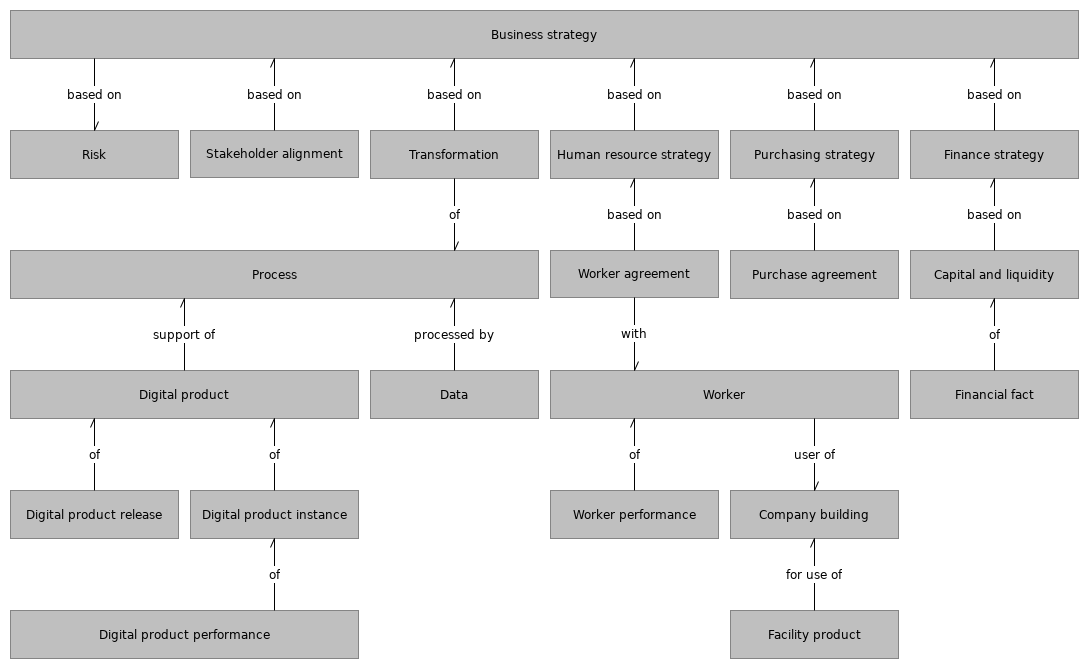 Business strategy
based on
based on
based on
based on
based on
based on
Risk
Stakeholder alignment
Transformation
Human resource strategy
Purchasing strategy
Finance strategy
of
based on
based on
based on
Process
Worker agreement
Purchase agreement
Capital and liquidity
support of
processed by
with
of
Digital product
Data
Worker
Financial fact
of
of
of
user of
Digital product release
Digital product instance
Worker performance
Company building
of
for use of
Digital product performance
Facility product